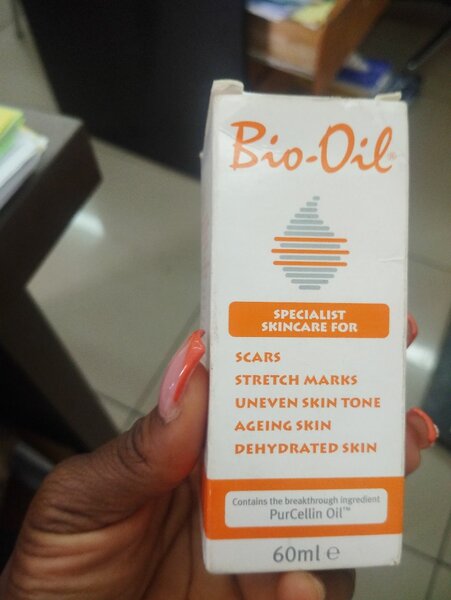 Bio-Oil®
SPECIALIST
SKINCARE FOR
SCARS
STRETCH MARKS
UNEVEN SKIN TONE
AGEING SKIN
DEHYDRATED SKIN
Contains the breakthrough ingredient
PurCellin Oil™
60ml ℮